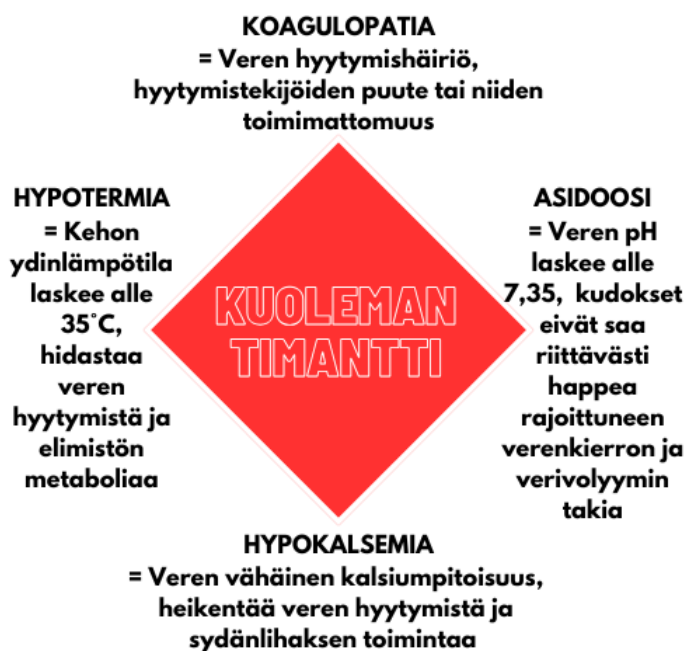 KOAGULOPATIA
= Veren hyytymishäiriö,
hyytymistekijöiden puute tai niiden
toimimattomuus
HYPOTERMIA
= Kehon
ydinlämpötila
laskee alle
35°C,
hidastaa
veren
hyytymistä ja
elimistön
metaboliaa
KUOLEMAN
TIMANTTI
ASIDOOSI
= Veren pH
laskee alle
7,35, kudokset
eivät saa
riittävästi
happea
rajoittuneen
verenkierron ja
verivolyymin
takia
HYPOKALSEMIA
= Veren vähäinen kalsiumpitoisuus,
heikentää veren hyytymistä ja
sydänlihaksen toimintaa